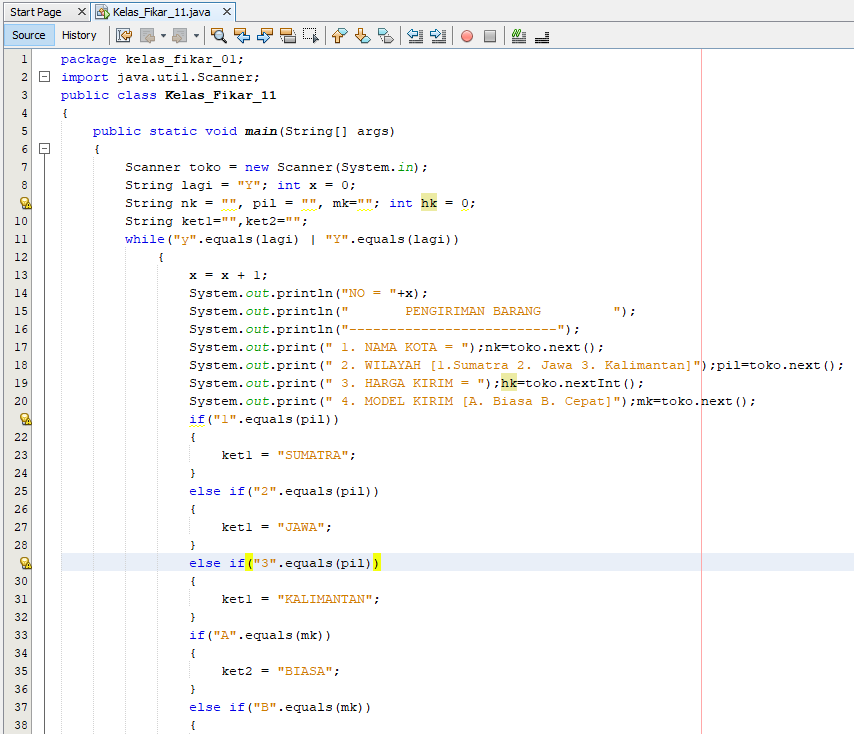 Start Page Kelas_Fikar_11.java
Source History
1 package kelas_fikar_01;
2 import java.util.Scanner;
3 public class Kelas_Fikar_11
4 {
5 public static void main(String[] args)
6 {
7 Scanner toko = new Scanner(System.in);
8 String lagi = "Y"; int x = 0;
String nk = "", pil = "", mk=""; int hk = 0;
10 String ket1="",ket2="";
11 while("y".equals(lagi) | "Y".equals(lagi))
12 {
13 x = x + 1;
14 System.out.println("NO = "+x);
15 System.out.println("       PENGIRIMAN BARANG         ");
16 System.out.println("--------------------------");
17 System.out.print(" 1. NAMA KOTA = ");nk=toko.next();
18 System.out.print(" 2. WILAYAH [1.Sumatra 2. Jawa 3. Kalimantan]");pil=toko.next();
19 System.out.print(" 3. HARGA KIRIM = ");hk=toko.nextInt();
20 System.out.print(" 4. MODEL KIRIM [A. Biasa B. Cepat]");mk=toko.next();
if("1".equals(pil))
22 {
23 ket1 = "SUMATRA";
24 }
25 else if("2".equals(pil))
26 {
27 ket1 = "JAWA";
28 }
else if("3".equals(pil))
30 {
31 ket1 = "KALIMANTAN";
32 }
33 if("A".equals(mk))
34 {
35 ket2 = "BIASA";
36 }
37 else if("B".equals(mk))
38 {